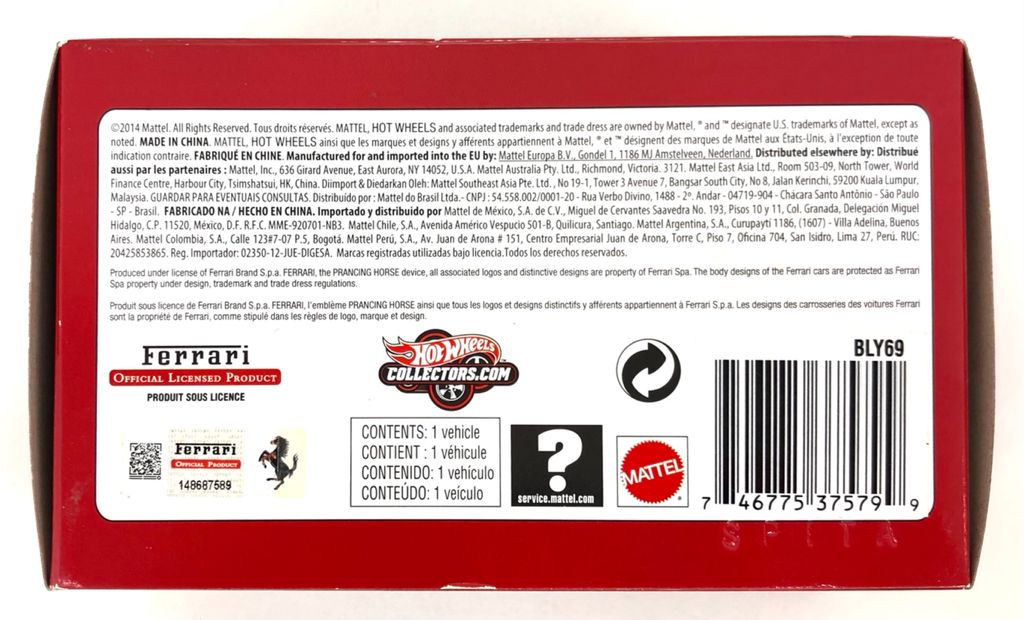 ©2014 Mattel. All Rights Reserved. Tous droits réservés. MATTEL, HOT WHEELS and associated trademarks and trade dress are owned by Mattel, ® and ™ designate U.S. trademarks of Mattel, except as
noted. MADE IN CHINA. MATTEL, HOT WHEELS ainsi que les marques et designs y afférents appartiennent à Mattel, ® et ™ désignent des marques de Mattel aux États-Unis, à l'exception de toute
indication contraire. FABRIQUÉ EN CHINE. Manufactured for and imported into the EU by: Mattel Europa B.V., Gondel 1, 1186 MJ Amstelveen, Nederland. Distributed elsewhere by: Distribué
aussi par les partenaires : Mattel, Inc., 636 Girard Avenue, East Aurora, NY 14052, U.S.A. Mattel Australia Pty. Ltd., Richmond, Victoria. 3121. Mattel East Asia Ltd., Room 503-09, North Tower, World
Finance Centre, Harbour City, Tsimshatsui, HK, China. Diimport & Diedarkan Oleh: Mattel Southeast Asia Pte. Ltd. , No 19-1, Tower 3 Avenue 7, Bangsar South City, No 8, Jalan Kerinchi, 59200 Kuala Lumpur,
Malaysia. GUARDAR PARA EVENTUAIS CONSULTAS. Distribuido por : Mattel do Brasil Ltda.- CNPJ : 54.558.002/0001-20 - Rua Verbo Divino, 1488 - 2º. Andar - 04719-904 - Chácara Santo Antônio - São Paulo
- SP - Brasil. FABRICADO NA / HECHO EN CHINA. Importado y distribuido por Mattel de México, S.A. de C.V., Miguel de Cervantes Saavedra No. 193, Pisos 10 y 11, Col. Granada, Delegación Miguel
Hidalgo, C.P. 11520, México, D.F. R.F.C. MME-920701-NB3. Mattel Chile, S.A., Avenida Américo Vespucio 501-B, Quilicura, Santiago. Mattel Argentina, S.A., Curupaytí 1186, (1607) - Villa Adelina, Buenos
Aires. Mattel Colombia, S.A., Calle 123#7-07 P.5, Bogotá. Mattel Perú, S.A., Av. Juan de Arona # 151, Centro Empresarial Juan de Arona, Torre C, Piso 7, Oficina 704, San Isidro, Lima 27, Perú. RUC:
20425853865. Reg. Importador: 02350-12-JUE-DIGESA. Marcas registradas utilizadas bajo licencia.Todos los derechos reservados.
Produced under license of Ferrari Brand S.p.a. FERRARI, the PRANCING HORSE device, all associated logos and distinctive designs are property of Ferrari Spa. The body designs of the Ferrari cars are protected as Ferrari
Spa property under design, trademark and trade dress regulations.
Produit sous licence de Ferrari Brand S.p.a. FERRARI, l'emblème PRANCING HORSE ainsi que tous les logos et designs distinctifs y afférents appartiennent à Ferrari S.p.a. Les designs des carrosseries des voitures Ferrari
sont la propriété de Ferrari, comme stipulé dans les règles de logo, marque et design.
Ferrari
OFFICIAL LICENSED PRODUCT
PRODUIT SOUS LICENCE
HOT WHEELS ™
COLLECTORS.COM
BLY69
Ferrari
OFFICIAL PRODUCT
148687589
CONTENTS: 1 vehicle
CONTIENT : 1 véhicule
CONTENIDO: 1 vehículo
CONTEÚDO: 1 veículo
?
service.mattel.com
MATTEL ®
7 46775 37579 9
SPITA